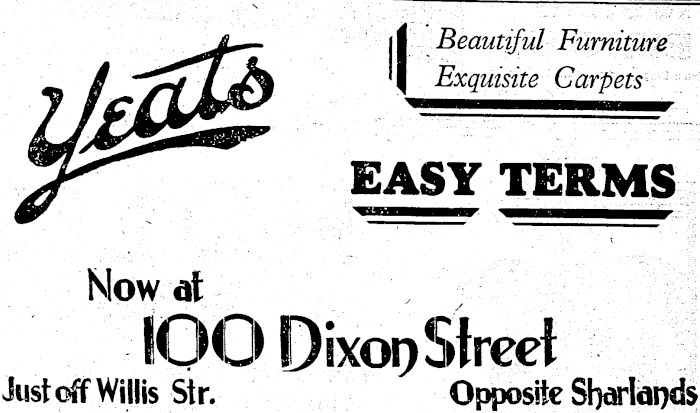 Yeats
Beautiful Furniture
Exquisite Carpets
EASY TERMS
Now at
100 Dixon Street
Just off Willis Str.
Opposite Sharlands